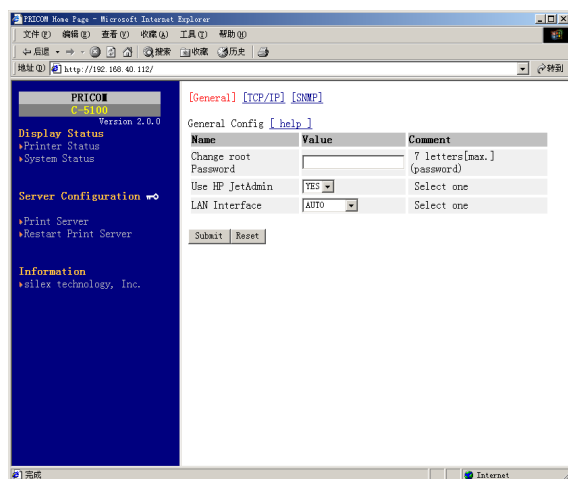 PRICOM Home Page - Microsoft Internet Explorer
文件(F) 编辑(E) 查看(V) 收藏(A) 工具(T) 帮助(H)
后退 搜索 收藏 历史
地址(D) http://192.168.40.112/ 转到
PRICOM
C-5100
Version 2.0.0
Display Status
Printer Status
System Status
Server Configuration
Print Server
Restart Print Server
Information
silex technology, Inc.
[General] [TCP/IP] [SNMP]
General Config [ help ]
Name Value Comment
Change root Password 7 letters[max.] (password)
Use HP JetAdmin YES Select one
LAN Interface AUTO Select one
Submit Reset
完成 Internet